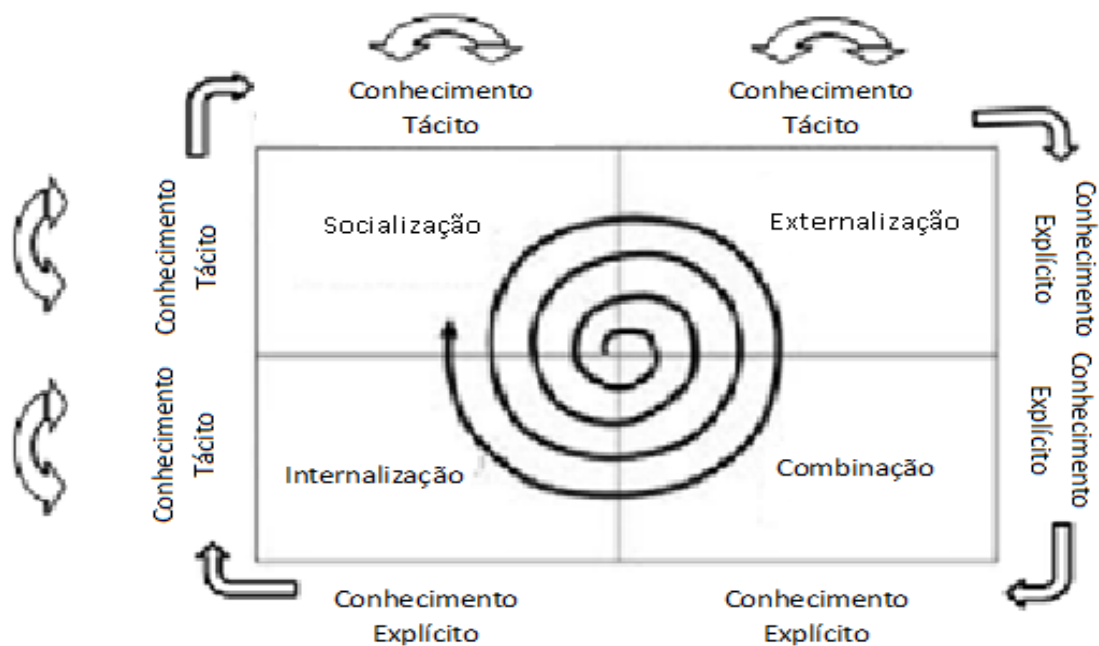 Conhecimento
Tácito
Conhecimento
Tácito
Conhecimento
Tácito
Socialização
Externalização
Conhecimento
Explícito
Conhecimento
Tácito
Internalização
Combinação
Conhecimento
Explícito
Conhecimento
Explícito
Conhecimento
Explícito